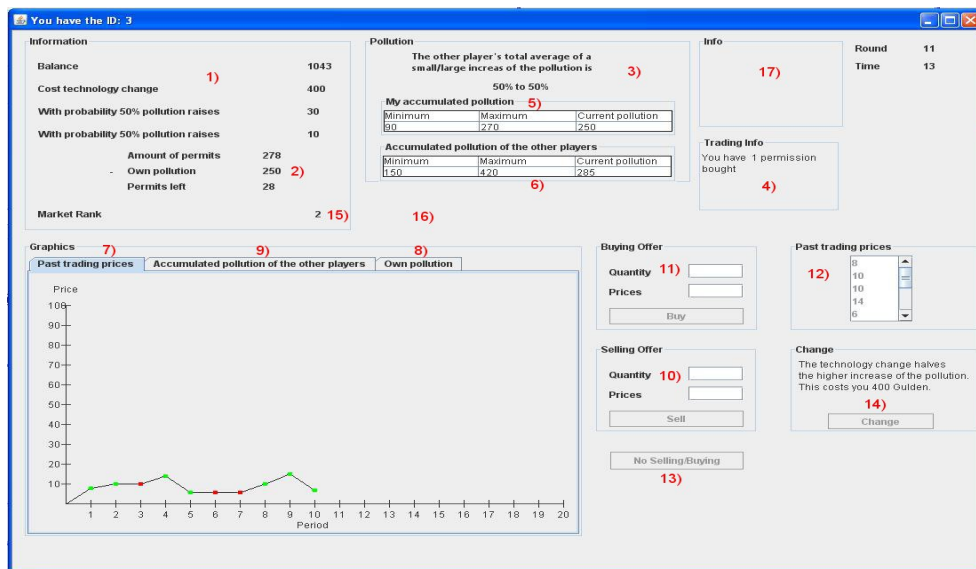 You have the ID: 3
Information
Balance 1043
1)
Cost technology change 400
With probability 50% pollution raises 30
With probability 50% pollution raises 10
Amount of permits 278
- Own pollution 250 2)
Permits left 28
Market Rank 2 15)
Pollution
The other player's total average of a
small/large increas of the pollution is 3)
50% to 50%
My accumulated pollution 5)
Minimum Maximum Current pollution
90 270 250
Accumulated pollution of the other players
Minimum Maximum Current pollution
150 420 285
6)
16)
Info
17)
Round 11
Time 13
Trading Info
You have 1 permission
bought
4)
Graphics 7) 9) 8)
Past trading prices Accumulated pollution of the other players Own pollution
Price
100
90
80
70
60
50
40
30
20
10
1 2 3 4 5 6 7 8 9 10 11 12 13 14 15 16 17 18 19 20
Period
Buying Offer
Quantity 11)
Prices
Buy
Past trading prices
12)
8
10
10
14
6
Selling Offer
Quantity 10)
Prices
Sell
Change
The technology change halves
the higher increase of the pollution.
This costs you 400 Gulden.
14)
Change
No Selling/Buying
13)